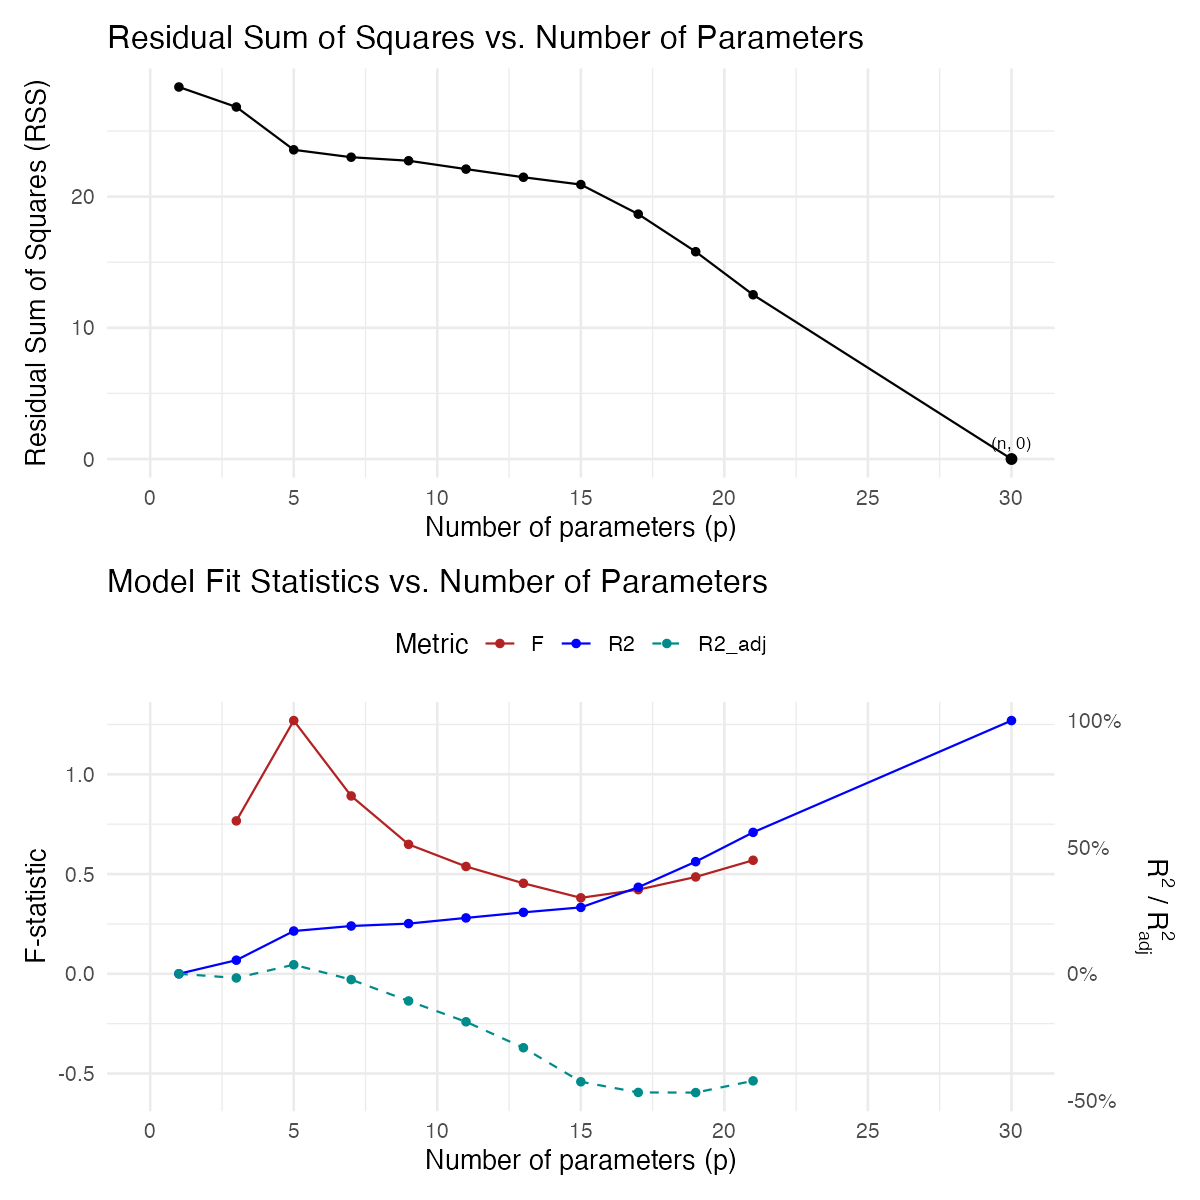 Residual Sum of Squares vs. Number of Parameters
Residual Sum of Squares (RSS)
20
10
0
(n, 0)
0 5 10 15 20 25 30
Number of parameters (p)
Model Fit Statistics vs. Number of Parameters
Metric F R2 R2_adj
F-statistic
1.0
0.5
0.0
-0.5
100%
50%
0%
-50%
R² / R²adj
0 5 10 15 20 25 30
Number of parameters (p)